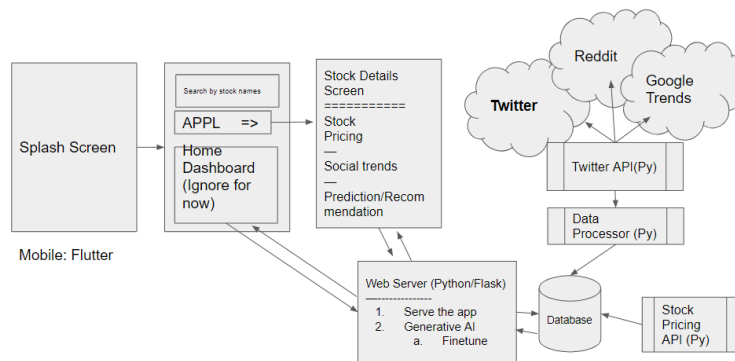 Splash Screen
Mobile: Flutter
Search by stock names
APPL =>
Home
Dashboard
(Ignore for
now)
Stock Details
Screen
===========
Stock
Pricing
—
Social trends
—
Prediction/Recom
mendation
Web Server (Python/Flask)
—--------------
1. Serve the app
2. Generative AI
a. Finetune
Twitter
Reddit
Google
Trends
Twitter API(Py)
Data
Processor (Py)
Database
Stock
Pricing
API (Py)